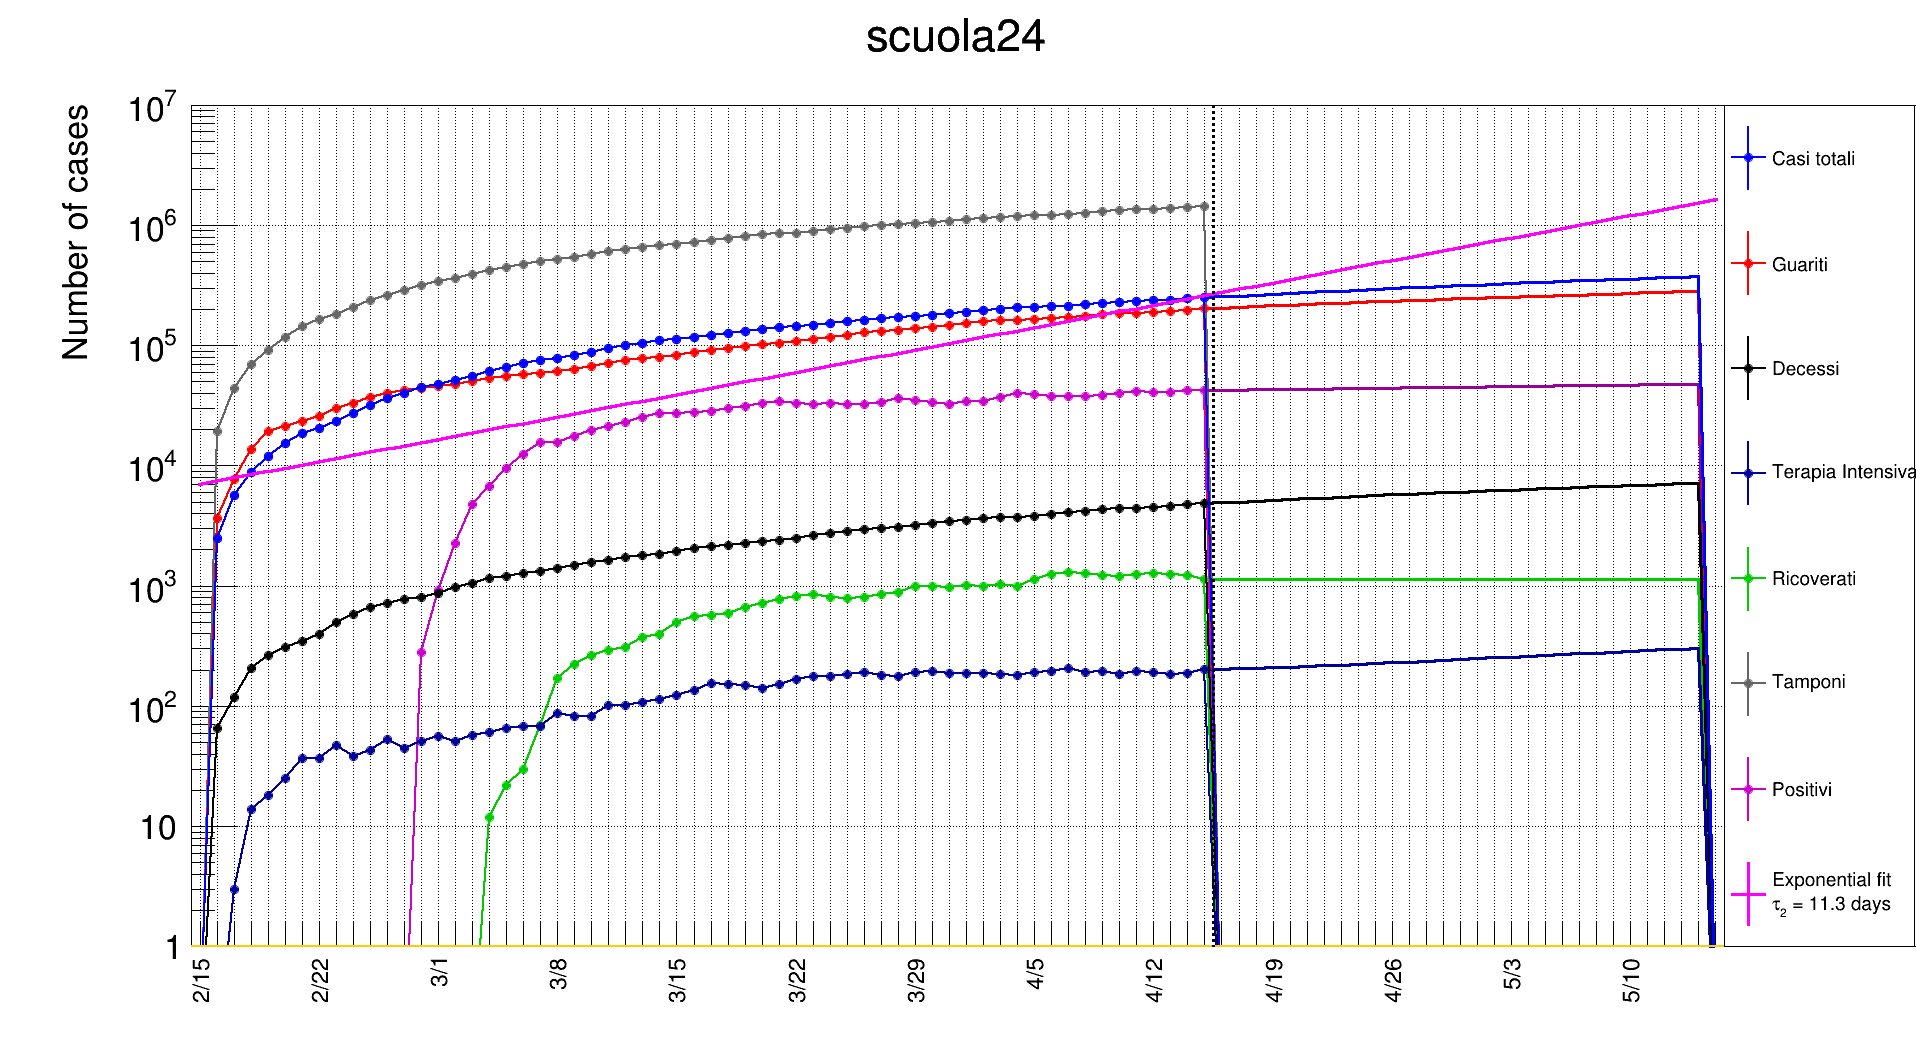 scuola24
Number of cases
10^7
10^6
10^5
10^4
10^3
10^2
10
1
2/15
2/22
3/1
3/8
3/15
3/22
3/29
4/5
4/12
4/19
4/26
5/3
5/10
Casi totali
Guariti
Decessi
Terapia Intensiva
Ricoverati
Tamponi
Positivi
Exponential fit
τ_2 = 11.3 days